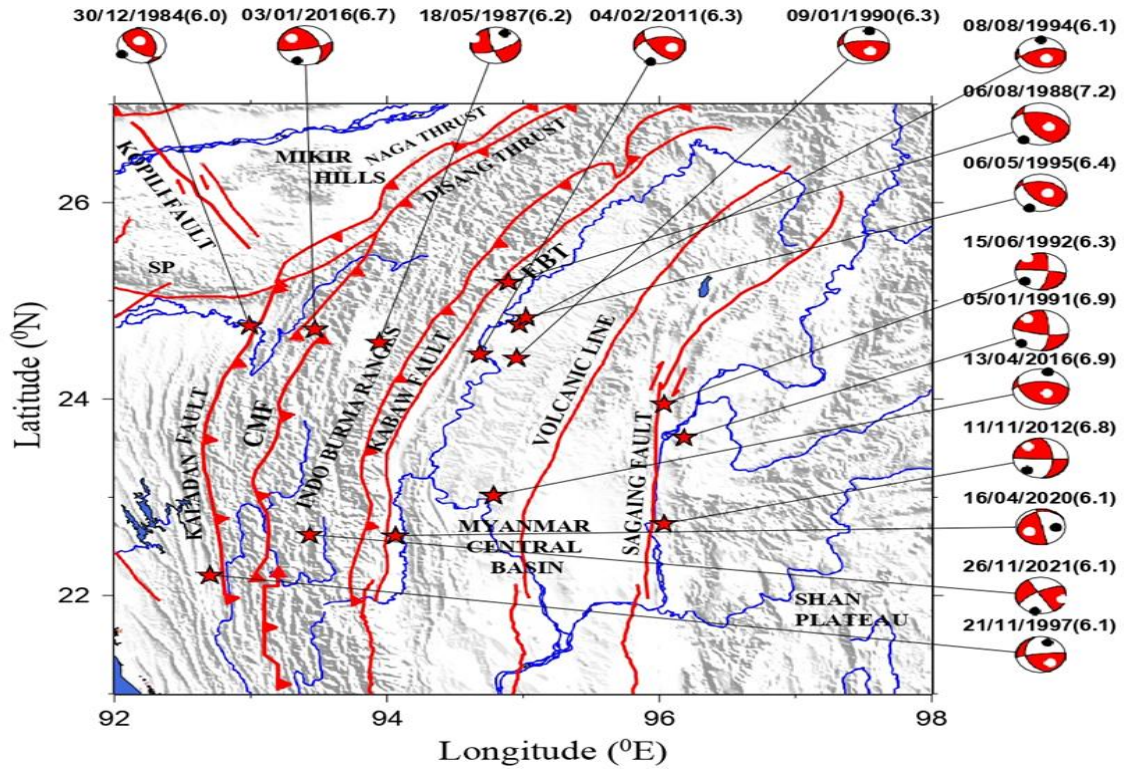 30/12/1984(6.0)
03/01/2016(6.7)
18/05/1987(6.2)
04/02/2011(6.3)
09/01/1990(6.3)
08/08/1994(6.1)
06/08/1988(7.2)
06/05/1995(6.4)
15/06/1992(6.3)
05/01/1991(6.9)
13/04/2016(6.9)
11/11/2012(6.8)
16/04/2020(6.1)
26/11/2021(6.1)
21/11/1997(6.1)
KOPILI FAULT
MIKIR
HILLS
NAGA THRUST
DISANG THRUST
SP
EBT
KALADAN FAULT
CMF
INDO BURMA RANGES
KABAW FAULT
VOLCANIC LINE
SAGAING FAULT
MYANMAR
CENTRAL
BASIN
SHAN
PLATEAU
26
24
22
92
94
96
98
Latitude (⁰N)
Longitude (⁰E)